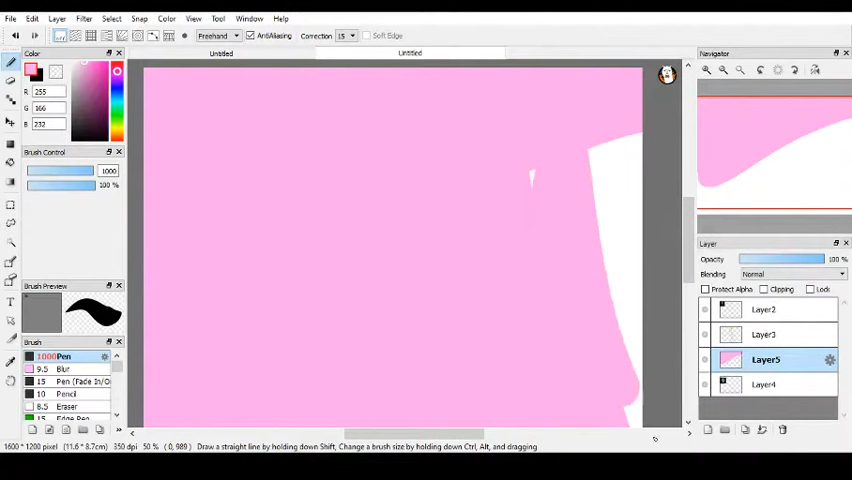 File Edit Layer Filter Select Snap Color View Tool Window Help
off Freehand AntiAliasing Correction 15 Soft Edge
Untitled Untitled
Color
R 255
G 166
B 232
Brush Control
1000
100 %
Brush Preview
Brush
1000 Pen
9.5 Blur
15 Pen (Fade In/O
10 Pencil
8.5 Eraser
15 Edge Pen
Navigator
Layer
Opacity 100 %
Blending Normal
Protect Alpha Clipping Lock
Layer2
Layer3
Layer5
Layer4
1600 * 1200 pixel (11.6 * 8.7cm) 350 dpi 50 % ( 0, 989 ) Draw a straight line by holding down Shift, Change a brush size by holding down Ctrl, Alt, and dragging